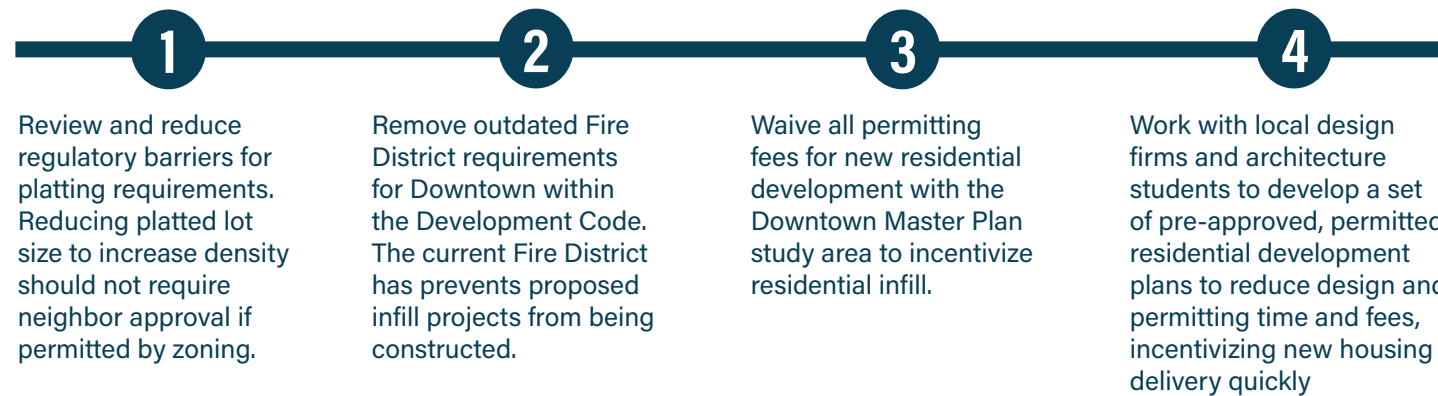 1
Review and reduce
regulatory barriers for
platting requirements.
Reducing platted lot
size to increase density
should not require
neighbor approval if
permitted by zoning.
2
Remove outdated Fire
District requirements
for Downtown within
the Development Code.
The current Fire District
has prevents proposed
infill projects from being
constructed.
3
Waive all permitting
fees for new residential
development with the
Downtown Master Plan
study area to incentivize
residential infill.
4
Work with local design
firms and architecture
students to develop a set
of pre-approved, permitted
residential development
plans to reduce design and
permitting time and fees,
incentivizing new housing
delivery quickly